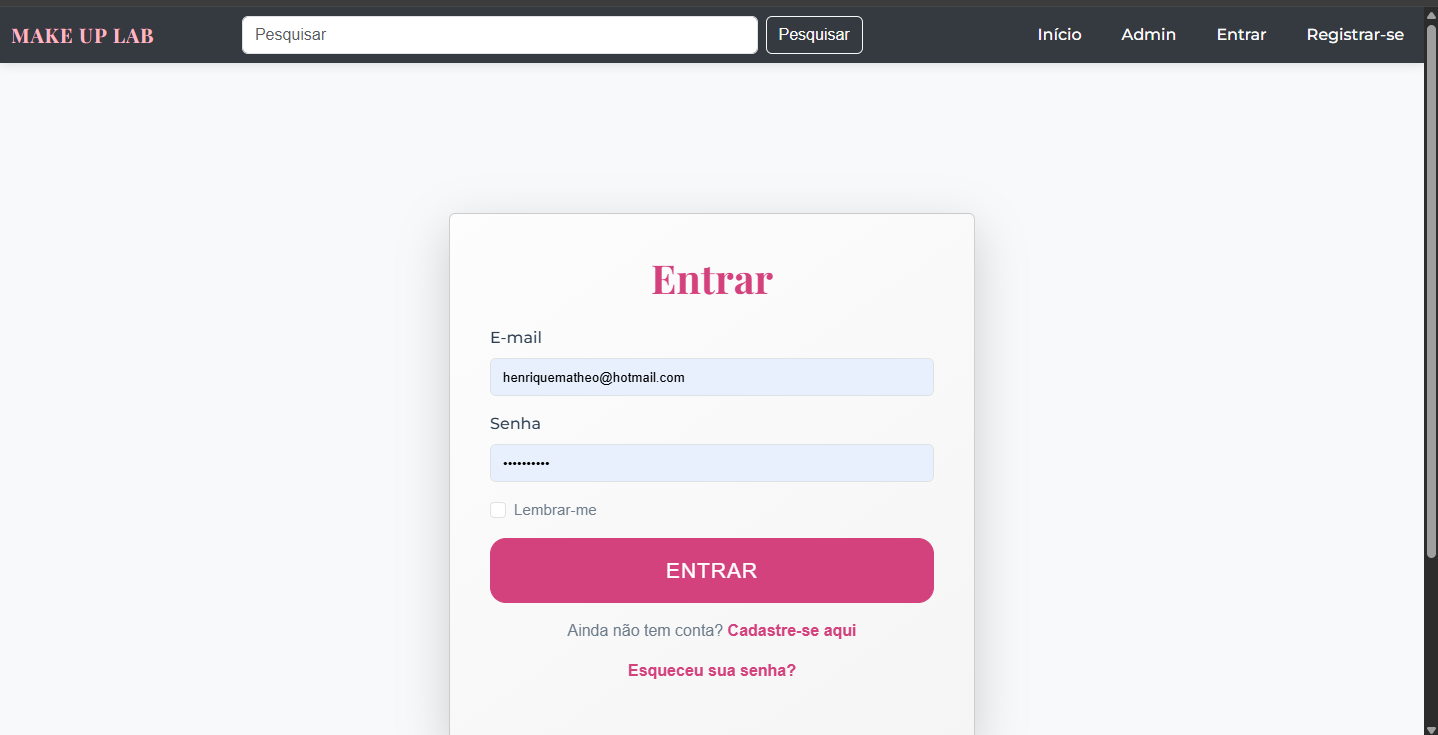 MAKE UP LAB Pesquisar Pesquisar Início Admin Entrar Registrar-se
Entrar
E-mail
henriquematheo@hotmail.com
Senha
••••••••••
Lembrar-me
ENTRAR
Ainda não tem conta? Cadastre-se aqui
Esqueceu sua senha?